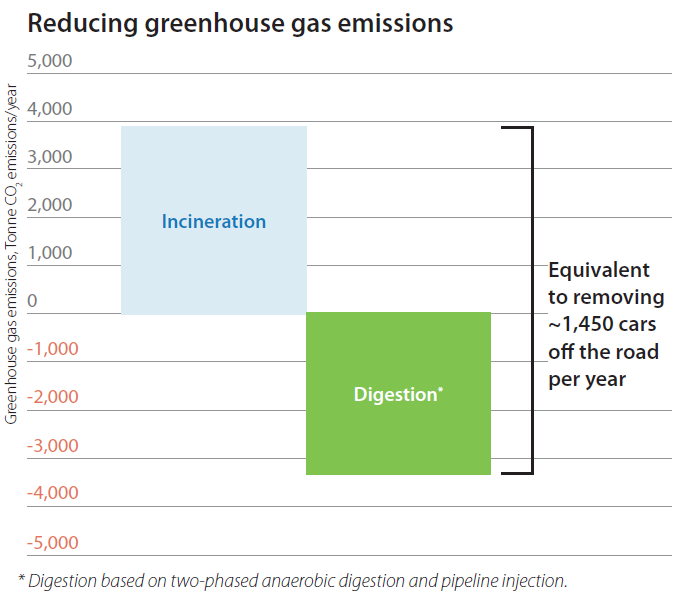 Reducing greenhouse gas emissions
Greenhouse gas emissions, Tonne CO₂ emissions/year
5,000
4,000
3,000
2,000
1,000
0
-1,000
-2,000
-3,000
-4,000
-5,000
Incineration
Digestion*
Equivalent
to removing
~1,450 cars
off the road
per year
* Digestion based on two-phased anaerobic digestion and pipeline injection.